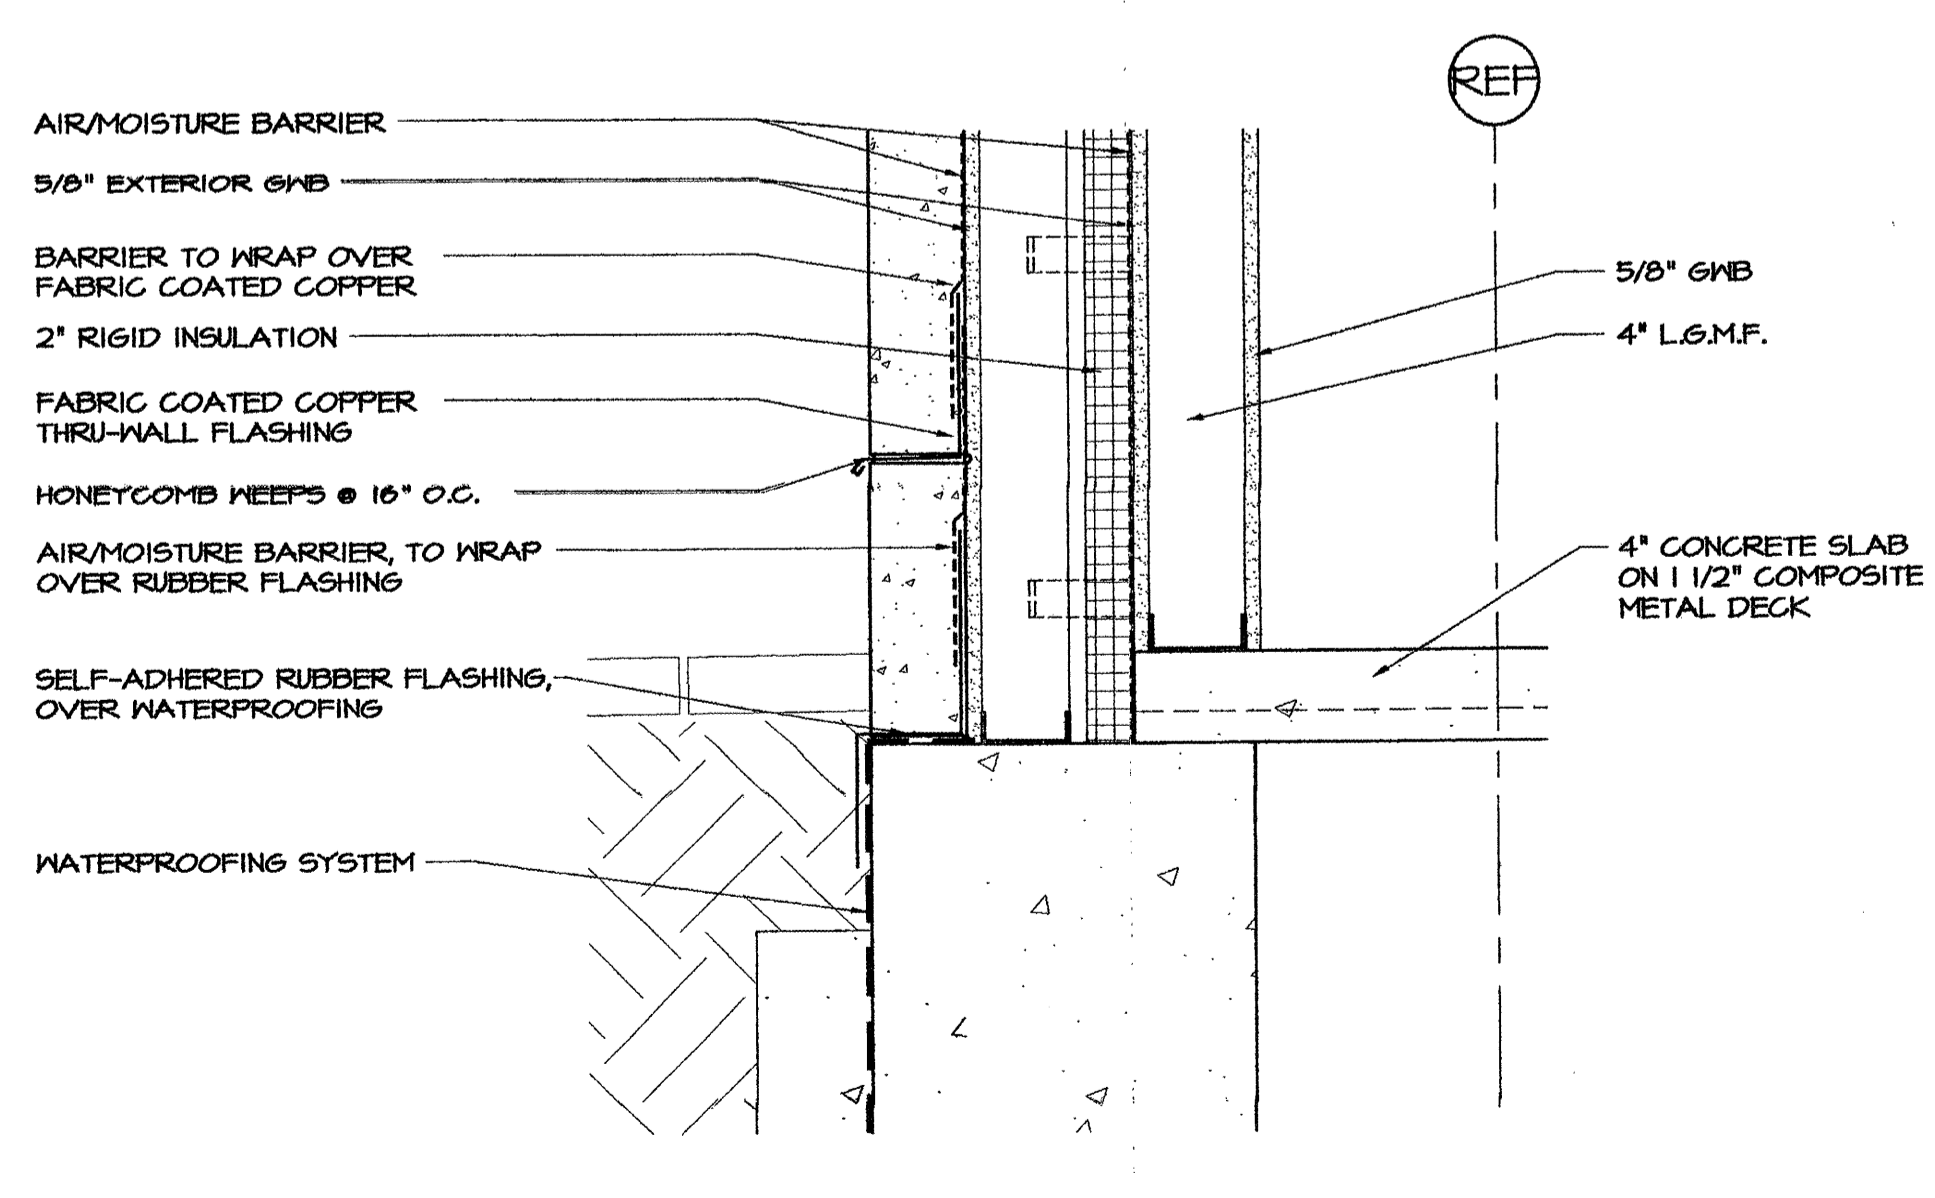 REF
AIR/MOISTURE BARRIER
5/8" EXTERIOR GWB
BARRIER TO WRAP OVER
FABRIC COATED COPPER
2" RIGID INSULATION
FABRIC COATED COPPER
THRU-WALL FLASHING
HONEYCOMB WEEPS @ 16" O.C.
AIR/MOISTURE BARRIER, TO WRAP
OVER RUBBER FLASHING
SELF-ADHERED RUBBER FLASHING,
OVER WATERPROOFING
WATERPROOFING SYSTEM
5/8" GWB
4" L.G.M.F.
4" CONCRETE SLAB
ON 1 1/2" COMPOSITE
METAL DECK